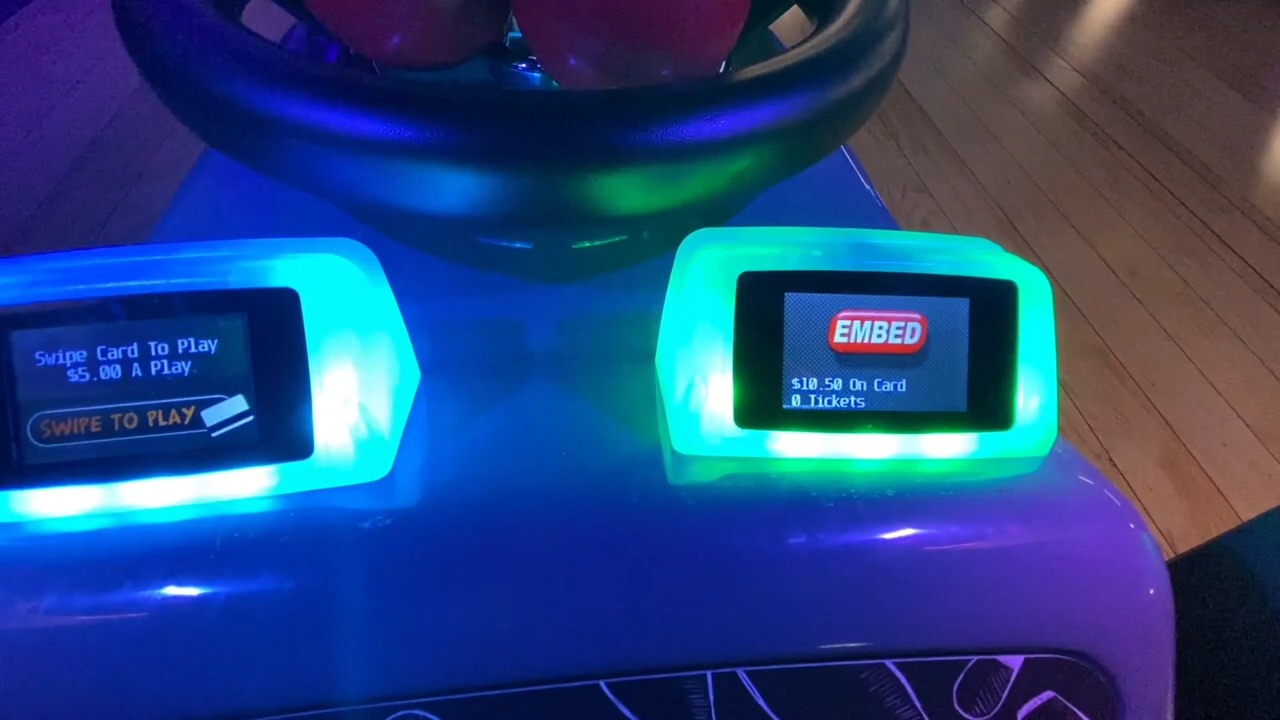 Swipe Card To Play
$5.00 A Play
SWIPE TO PLAY
EMBED
$10.50 On Card
0 Tickets